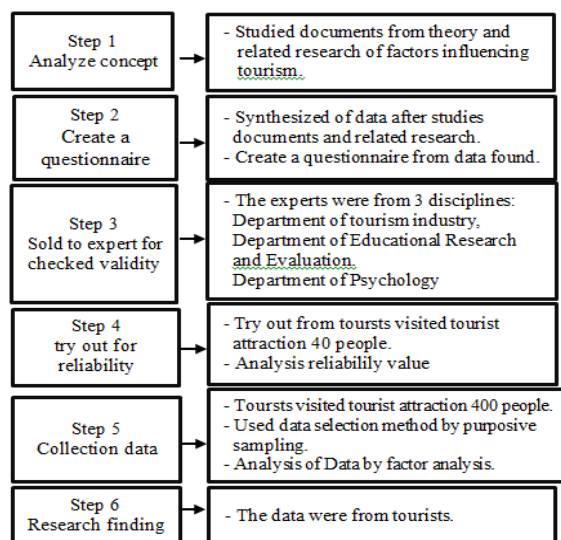 Step 1
Analyze concept
- Studied documents from theory and
related research of factors influencing
tourism.
Step 2
Create a
questionnaire
- Synthesized of data after studies
documents and related research.
- Create a questionnaire from data found.
Step 3
Sold to expert for
checked validity
- The experts were from 3 disciplines:
Department of tourism industry,
Department of Educational Research
and Evaluation.
Department of Psychology
Step 4
try out for
reliability
- Try out from toursts visited tourist
attraction 40 people.
- Analysis reliabilily value
Step 5
Collection data
- Toursts visited tourist attraction 400 people.
- Used data selection method by purposive
sampling.
- Analysis of Data by factor analysis.
Step 6
Research finding
- The data were from tourists.